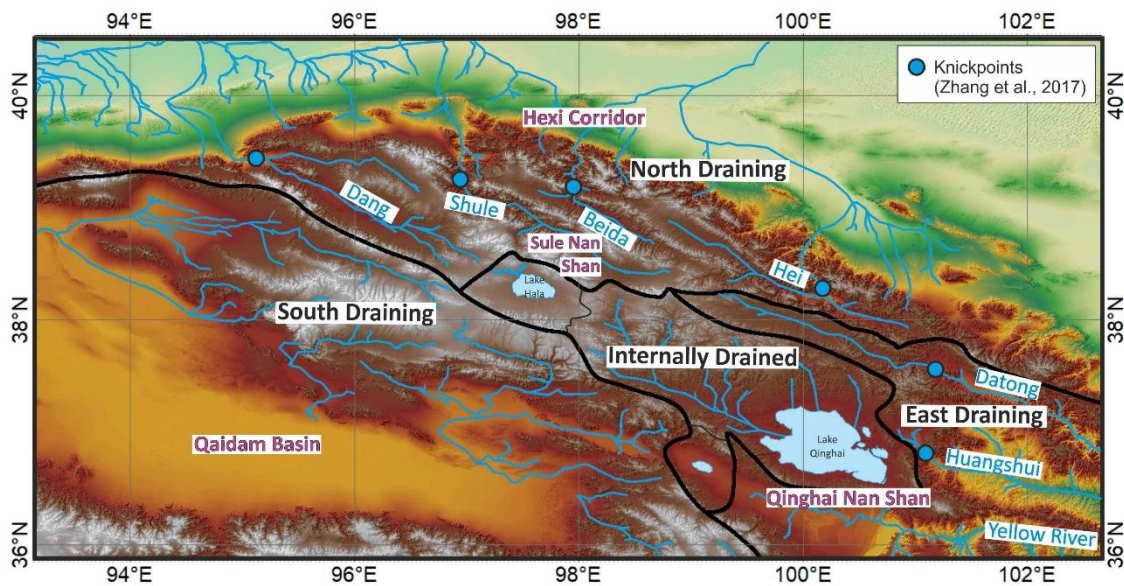 94°E
96°E
98°E
100°E
102°E
40°N
40°N
Knickpoints
(Zhang et al., 2017)
Hexi Corridor
North Draining
Dang
Shule
Beida
Sule Nan
Shan
Hei
Lake
Hala
38°N
38°N
South Draining
Internally Drained
Datong
East Draining
Qaidam Basin
Lake
Qinghai
Huangshui
Qinghai Nan Shan
Yellow River
36°N
36°N
94°E
96°E
98°E
100°E
102°E